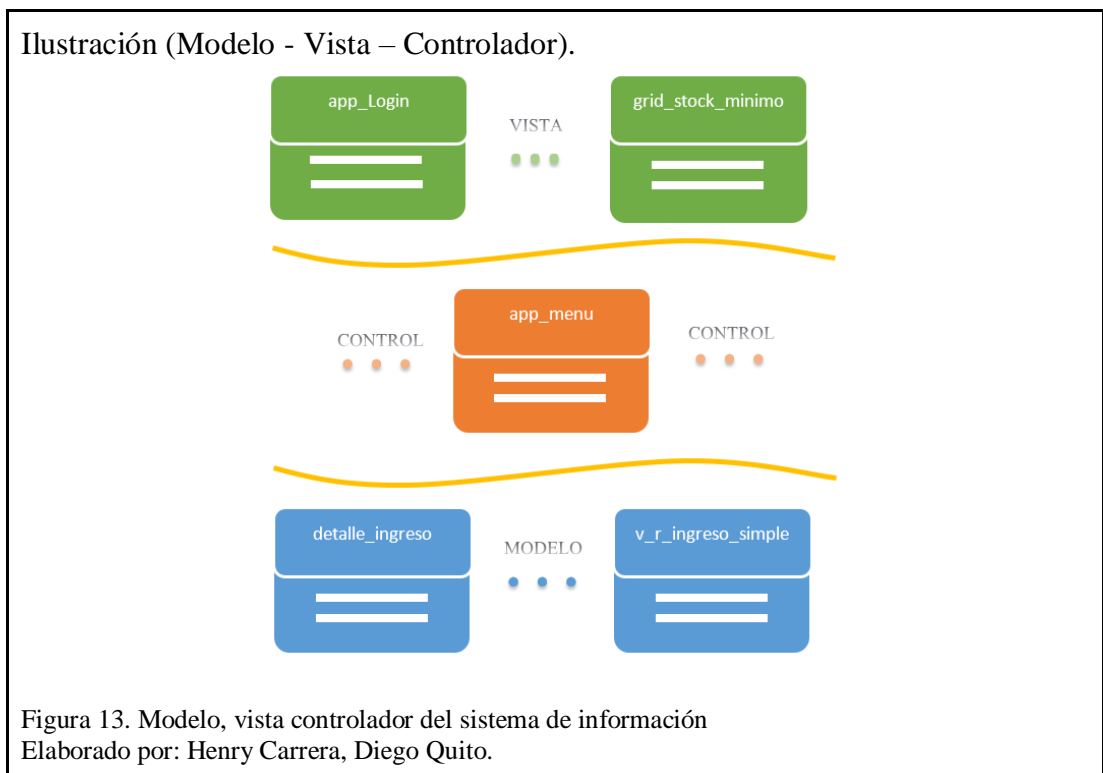 Ilustración (Modelo - Vista – Controlador).
app_Login
grid_stock_minimo
VISTA
app_menu
CONTROL
CONTROL
detalle_ingreso
v_r_ingreso_simple
MODELO
Figura 13. Modelo, vista controlador del sistema de información
Elaborado por: Henry Carrera, Diego Quito.